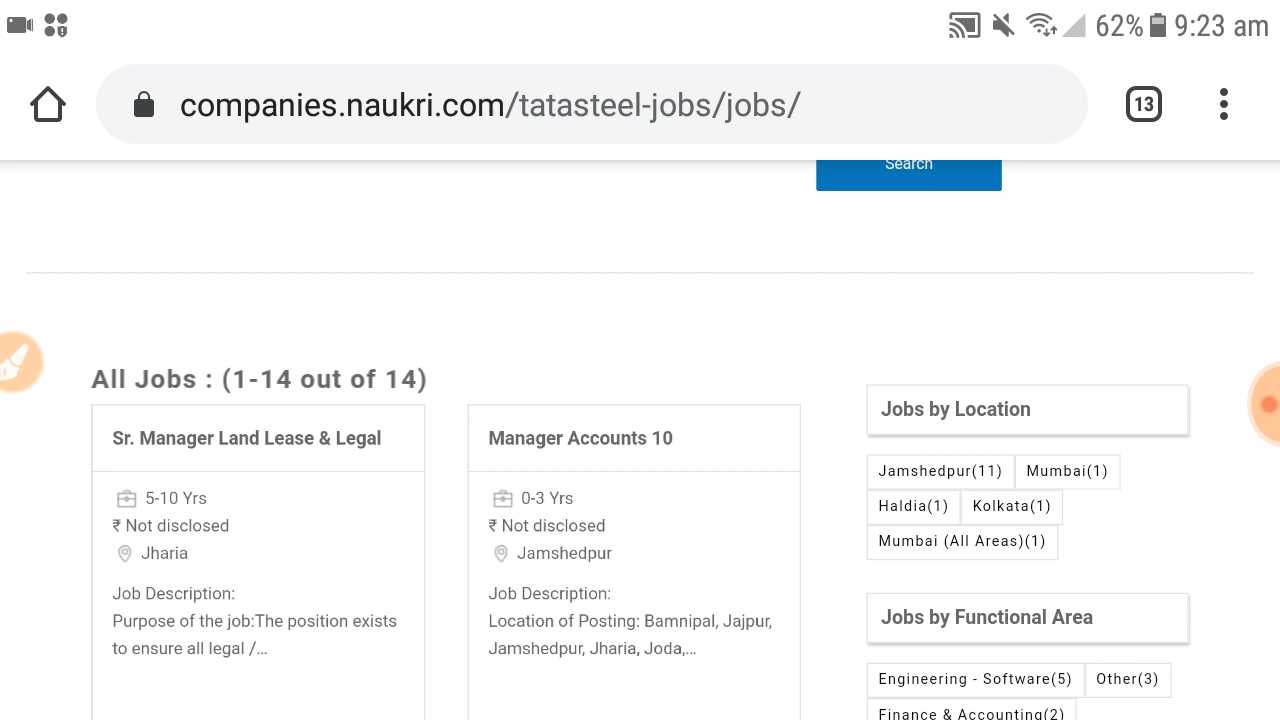 62% 9:23 am
companies.naukri.com/tatasteel-jobs/jobs/
13
Search
All Jobs : (1-14 out of 14)
Sr. Manager Land Lease & Legal
5-10 Yrs
₹ Not disclosed
Jharia
Job Description:
Purpose of the job:The position exists
to ensure all legal /...
Manager Accounts 10
0-3 Yrs
₹ Not disclosed
Jamshedpur
Job Description:
Location of Posting: Bamnipal, Jajpur,
Jamshedpur, Jharia, Joda,...
Jobs by Location
Jamshedpur(11) Mumbai(1)
Haldia(1) Kolkata(1)
Mumbai (All Areas)(1)
Jobs by Functional Area
Engineering - Software(5) Other(3)
Finance & Accounting(2)